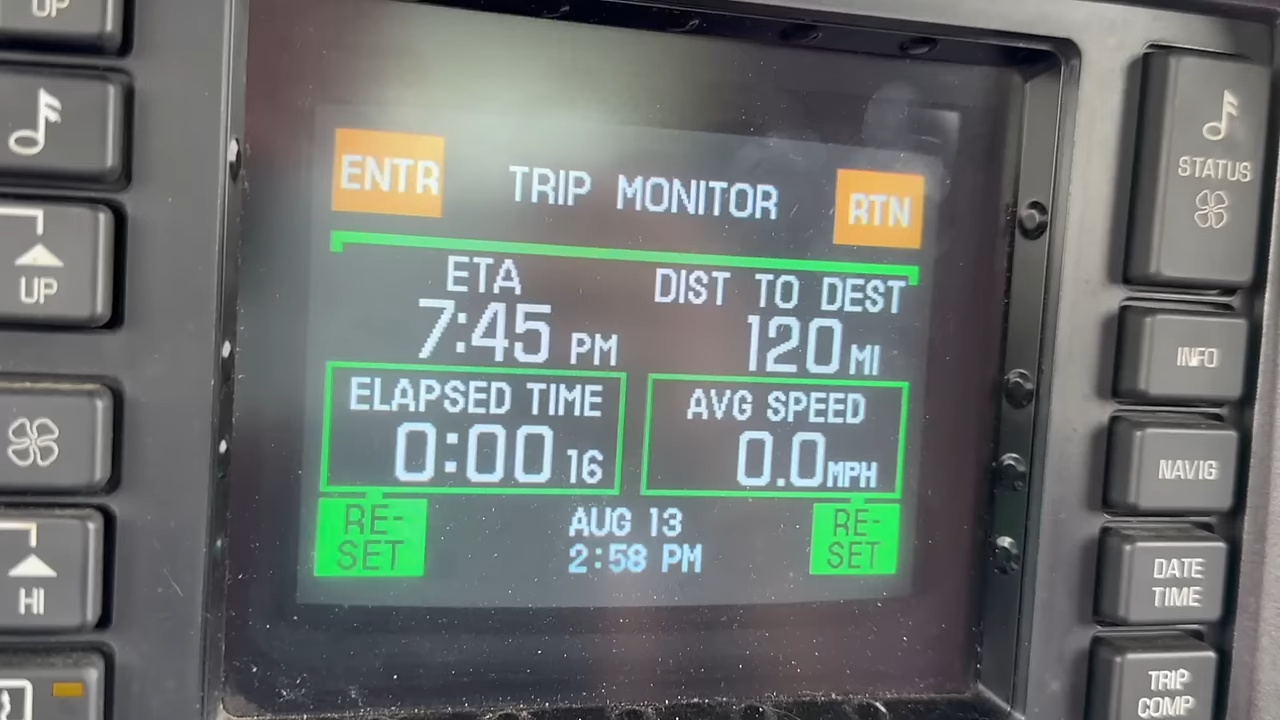 UP
UP
HI
ENTR
TRIP MONITOR
RTN
ETA
7:45 PM
DIST TO DEST
120 MI
ELAPSED TIME
0:00 16
AVG SPEED
0.0 MPH
RE-
SET
AUG 13
2:58 PM
RE-
SET
STATUS
INFO
NAVIG
DATE
TIME
TRIP
COMP